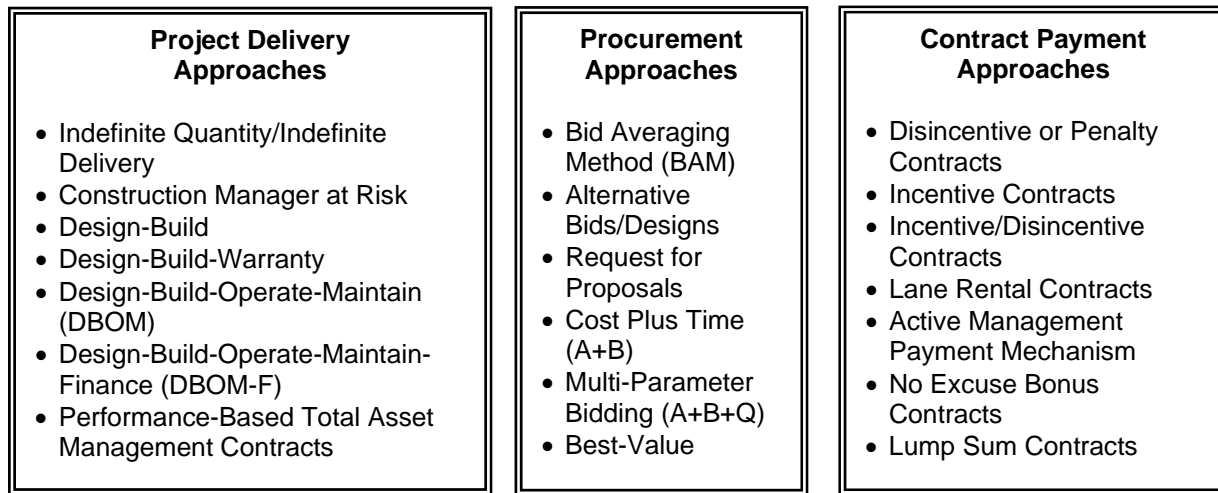 Project Delivery
Approaches
• Indefinite Quantity/Indefinite
Delivery
• Construction Manager at Risk
• Design-Build
• Design-Build-Warranty
• Design-Build-Operate-Maintain
(DBOM)
• Design-Build-Operate-Maintain-
Finance (DBOM-F)
• Performance-Based Total Asset
Management Contracts
Procurement
Approaches
• Bid Averaging
Method (BAM)
• Alternative
Bids/Designs
• Request for
Proposals
• Cost Plus Time
(A+B)
• Multi-Parameter
Bidding (A+B+Q)
• Best-Value
Contract Payment
Approaches
• Disincentive or Penalty
Contracts
• Incentive Contracts
• Incentive/Disincentive
Contracts
• Lane Rental Contracts
• Active Management
Payment Mechanism
• No Excuse Bonus
Contracts
• Lump Sum Contracts